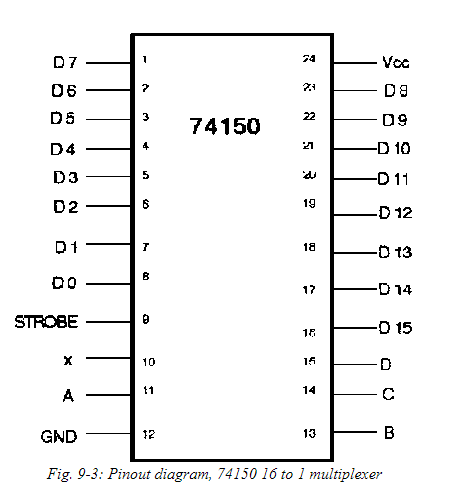 D7 1 24 Vcc
D6 2 23 D8
74150
D5 3 22 D9
D4 4 21 D10
D3 5 20 D11
D2 6 19 D12
D1 7 18 D13
D0 8 17 D14
STROBE 9 16 D15
x 10 15 D
A 11 14 C
GND 12 13 B
Fig. 9-3: Pinout diagram, 74150 16 to 1 multiplexer